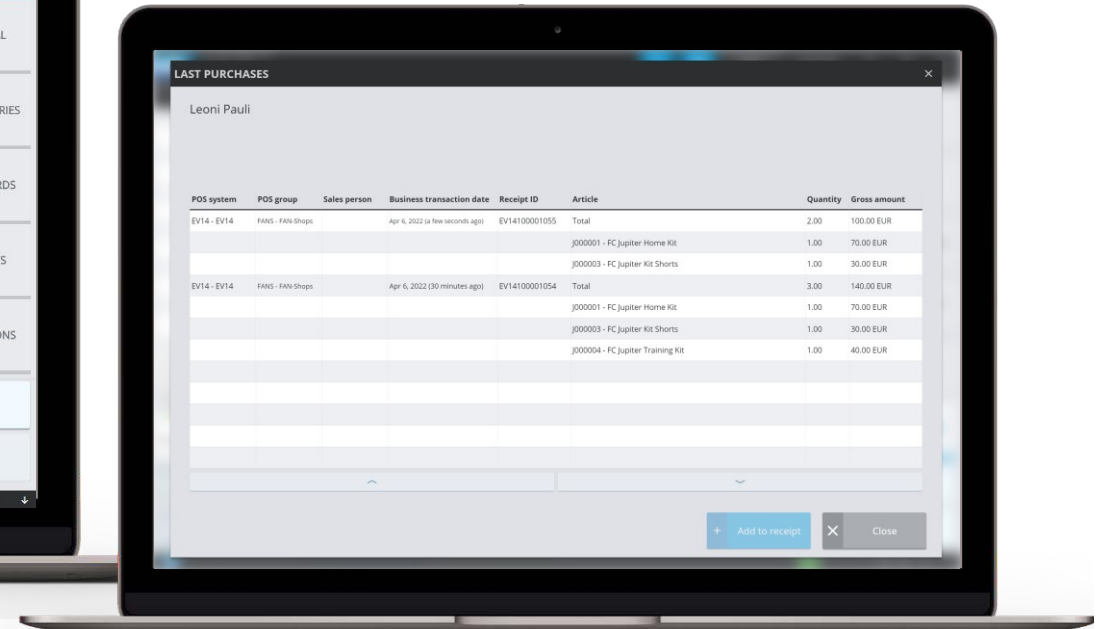 LAST PURCHASES
Leoni Pauli
POS system POS group Sales person Business transaction date Receipt ID Article Quantity Gross amount
EV14 - EV14 FANS - FAN-Shops Apr 6, 2022 (a few seconds ago) EV14100001055 Total 2.00 100.00 EUR
J000001 - FC Jupiter Home Kit 1.00 70.00 EUR
J000003 - FC Jupiter Kit Shorts 1.00 30.00 EUR
EV14 - EV14 FANS - FAN-Shops Apr 6, 2022 (30 minutes ago) EV14100001054 Total 3.00 140.00 EUR
J000001 - FC Jupiter Home Kit 1.00 70.00 EUR
J000003 - FC Jupiter Kit Shorts 1.00 30.00 EUR
J000004 - FC Jupiter Training Kit 1.00 40.00 EUR
+ Add to receipt X Close